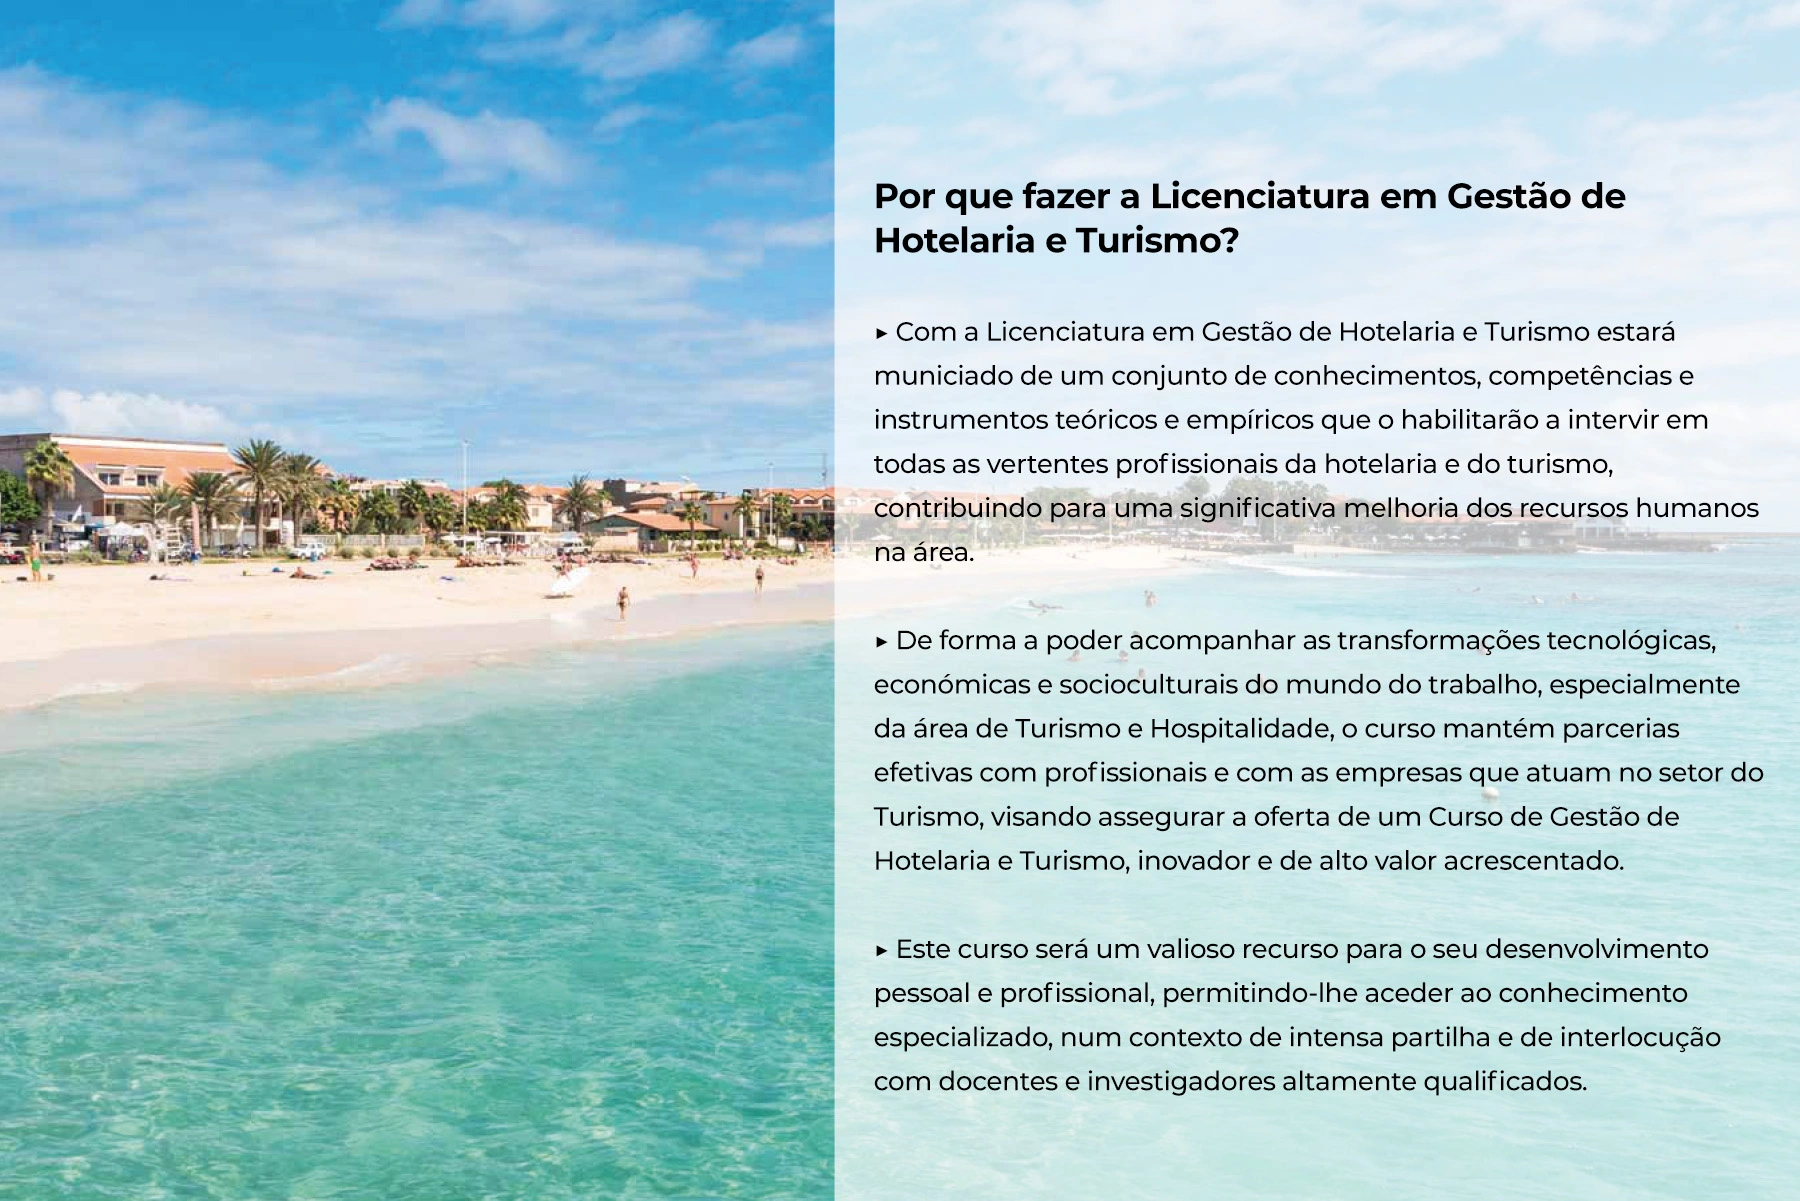 Por que fazer a Licenciatura em Gestão de
Hotelaria e Turismo?
▸ Com a Licenciatura em Gestão de Hotelaria e Turismo estará
municiado de um conjunto de conhecimentos, competências e
instrumentos teóricos e empíricos que o habilitarão a intervir em
todas as vertentes profissionais da hotelaria e do turismo,
contribuindo para uma significativa melhoria dos recursos humanos
na área.
▸ De forma a poder acompanhar as transformações tecnológicas,
económicas e socioculturais do mundo do trabalho, especialmente
da área de Turismo e Hospitalidade, o curso mantém parcerias
efetivas com profissionais e com as empresas que atuam no setor do
Turismo, visando assegurar a oferta de um Curso de Gestão de
Hotelaria e Turismo, inovador e de alto valor acrescentado.
▸ Este curso será um valioso recurso para o seu desenvolvimento
pessoal e profissional, permitindo-lhe aceder ao conhecimento
especializado, num contexto de intensa partilha e de interlocução
com docentes e investigadores altamente qualificados.